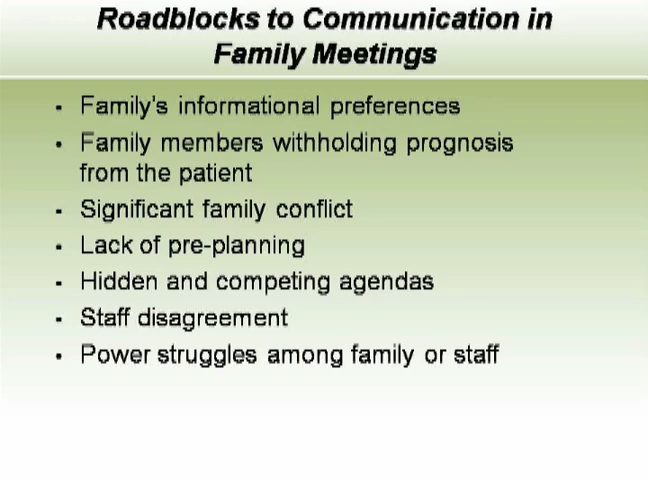 Roadblocks to Communication in
Family Meetings
▪ Family's informational preferences
▪ Family members withholding prognosis
from the patient
▪ Significant family conflict
▪ Lack of pre-planning
▪ Hidden and competing agendas
▪ Staff disagreement
▪ Power struggles among family or staff